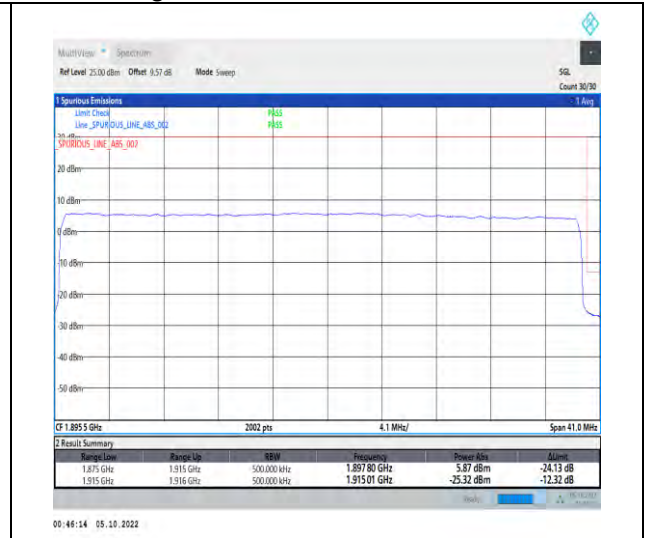 MultiView Spectrum
Ref Level 25.00 dBm Offset 9.57 dB Mode Sweep SGL
Count 30/30
1 Spurious Emissions 1 Avg
Limit Check PASS
Line _SPURIOUS_LINE_ABS_002 PASS
30 dBm
SPURIOUS_LINE_ABS_002
20 dBm
10 dBm
0 dBm
-10 dBm
-20 dBm
-30 dBm
-40 dBm
-50 dBm
CF 1.895 5 GHz 2002 pts 4.1 MHz/ Span 41.0 MHz
2 Result Summary
Range Low Range Up RBW Frequency Power Abs ΔLimit
1.875 GHz 1.915 GHz 500.000 kHz 1.897 80 GHz 5.87 dBm -24.13 dB
1.915 GHz 1.916 GHz 500.000 kHz 1.915 01 GHz -25.32 dBm -12.32 dB
Ready
00:46:14 05.10.2022